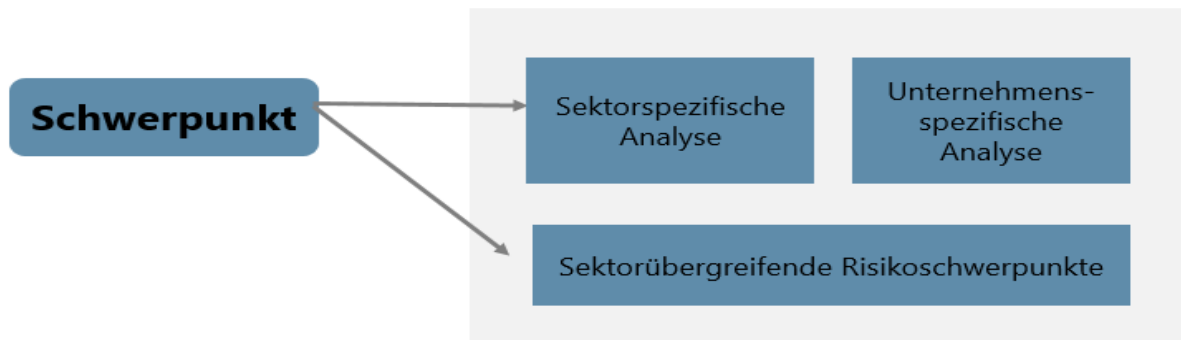 Schwerpunkt
Sektorspezifische
Analyse
Unternehmens-
spezifische
Analyse
Sektorübergreifende Risikoschwerpunkte